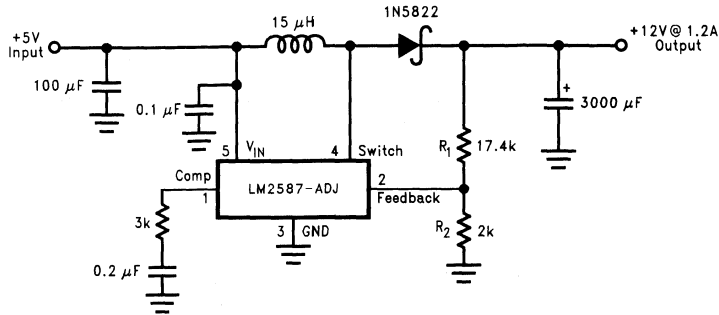 +5V
Input
15 µH
1N5822
+12V@ 1.2A
Output
100 µF
0.1 µF
+
3000 µF
5
VIN
4
Switch
R1
17.4k
Comp
1
LM2587-ADJ
2
Feedback
3k
3
GND
R2
2k
0.2 µF